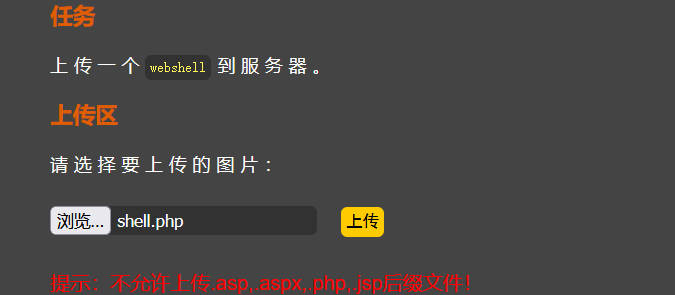 任务
上传一个 webshell 到服务器。
上传区
请选择要上传的图片：
浏览... shell.php 上传
提示：不允许上传.asp,.aspx,.php,.jsp后缀文件！